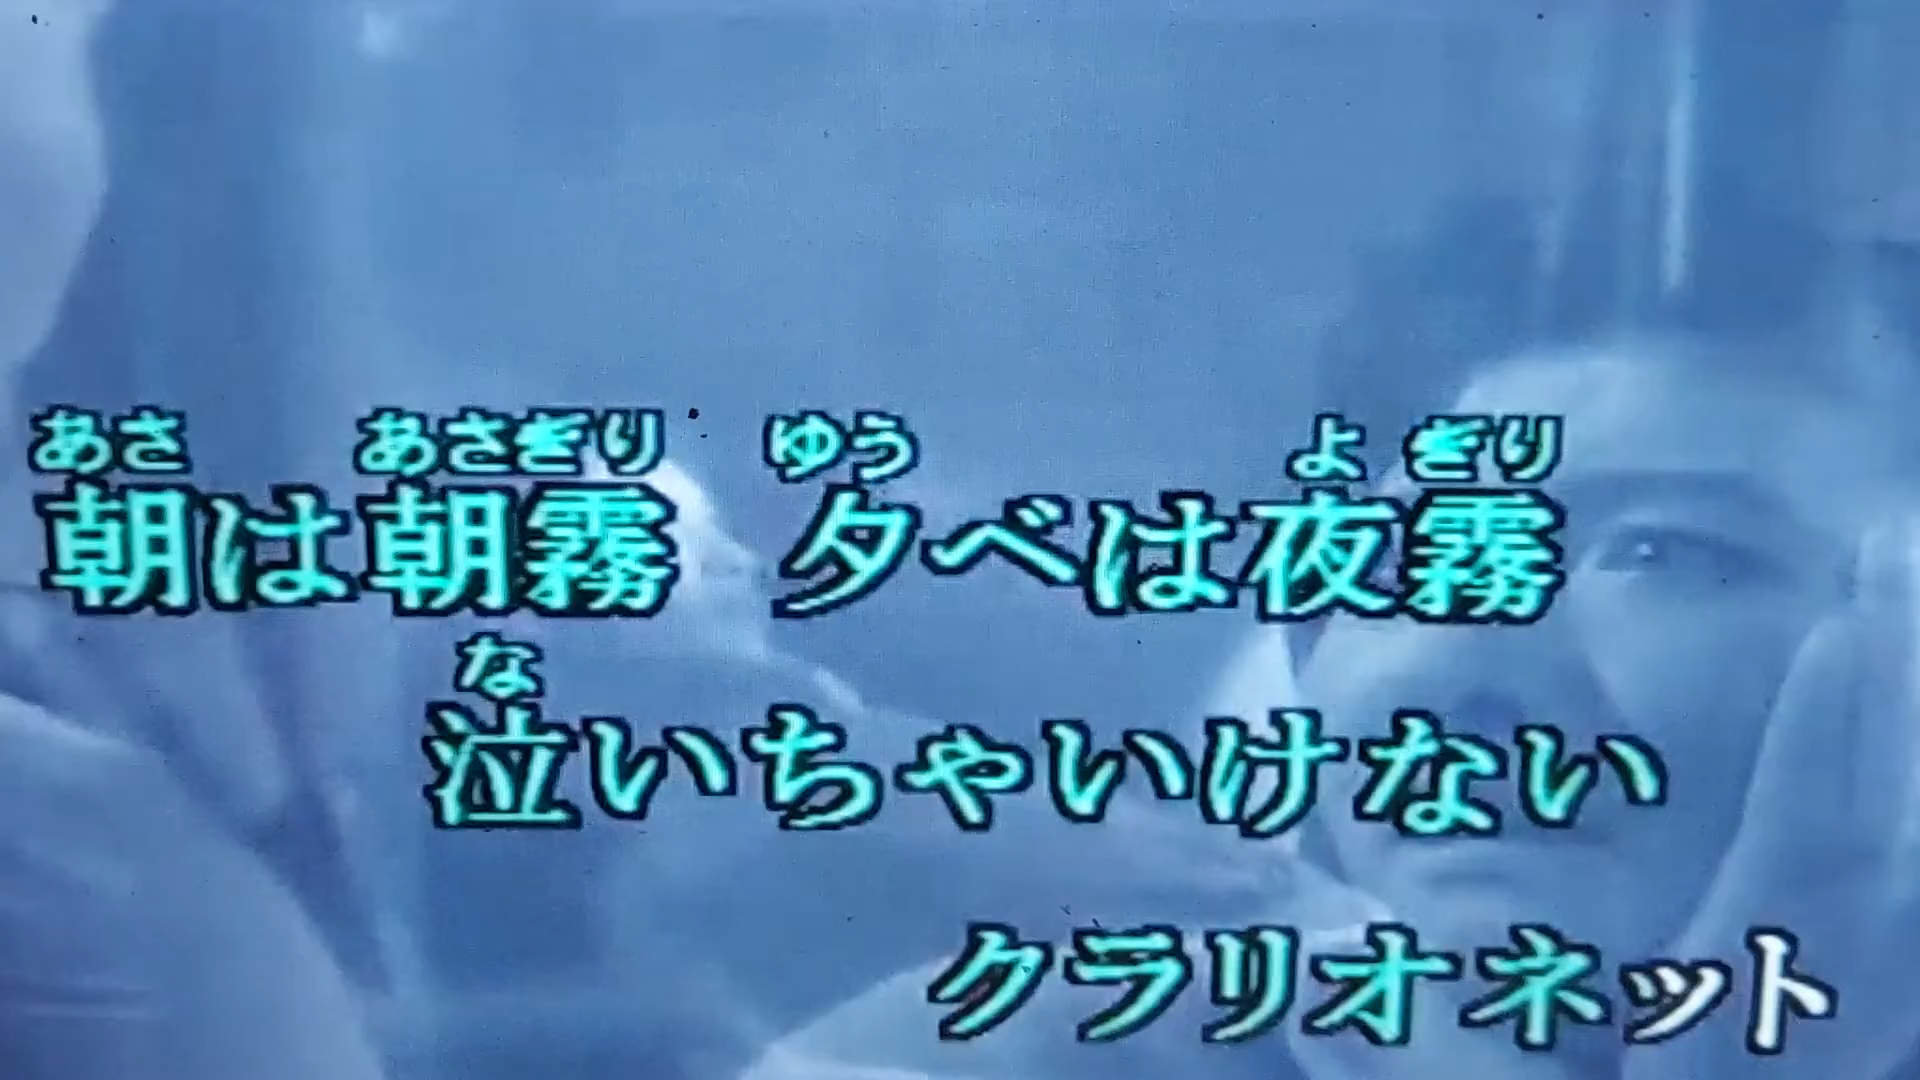 あさ あさぎり ゆう よ ぎり
朝は朝霧 夕べは夜霧
な
泣いちゃいけない
クラリオネット